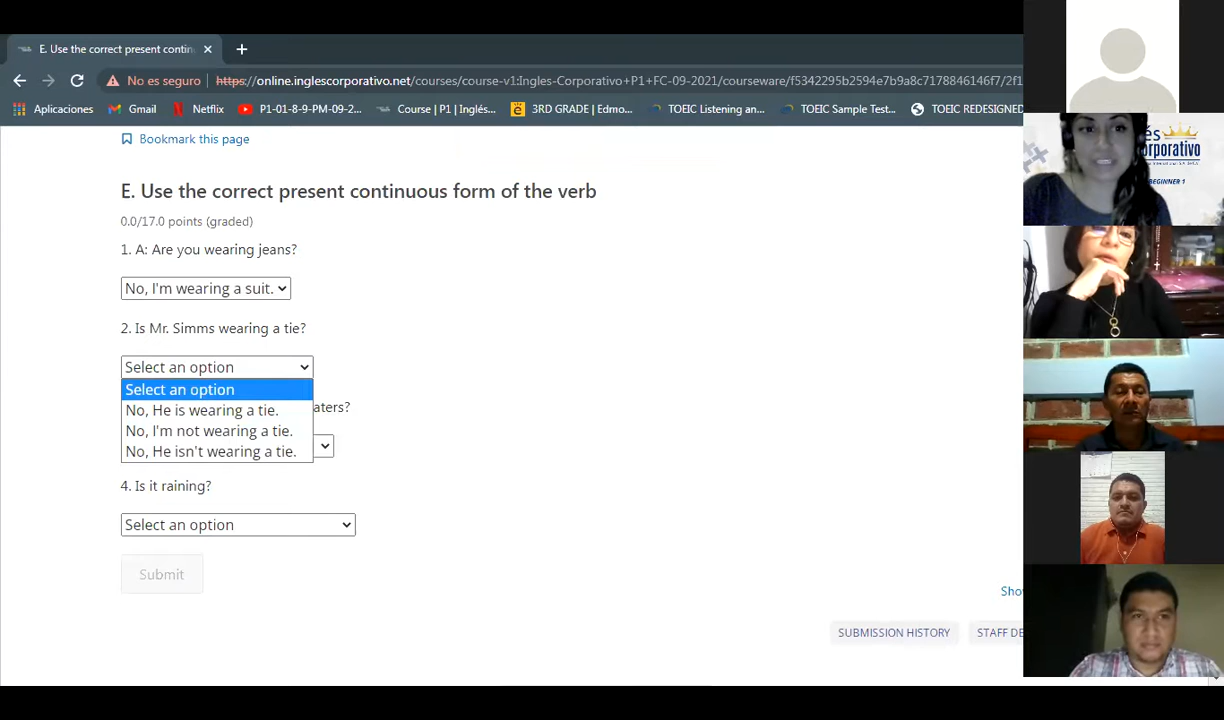 E. Use the correct present contin
No es seguro https://online.inglescorporativo.net/courses/course-v1:Ingles-Corporativo+P1+FC-09-2021/courseware/f5342295b2594e7b9a8c7178846146f7/2f1
Aplicaciones Gmail Netflix P1-01-8-9-PM-09-2... Course | P1 | Inglés... 3RD GRADE | Edmo... TOEIC Listening an... TOEIC Sample Test... TOEIC REDESIGNED
Bookmark this page
E. Use the correct present continuous form of the verb
0.0/17.0 points (graded)
1. A: Are you wearing jeans?
No, I'm wearing a suit.
2. Is Mr. Simms wearing a tie?
Select an option
Select an option
No, He is wearing a tie.
No, I'm not wearing a tie.
No, He isn't wearing a tie.
aters?
4. Is it raining?
Select an option
Submit
Sho
SUBMISSION HISTORY
STAFF DE
és
orporativo
BEGINNER 1